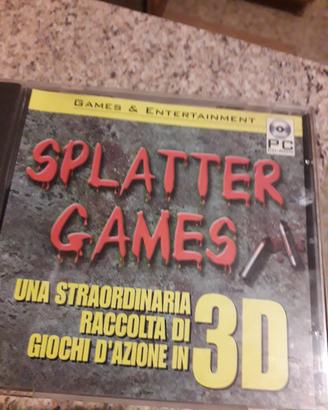 GAMES & ENTERTAINMENT
PC
SPLATTER
GAMES
UNA STRAORDINARIA
RACCOLTA DI
GIOCHI D'AZIONE IN
3D